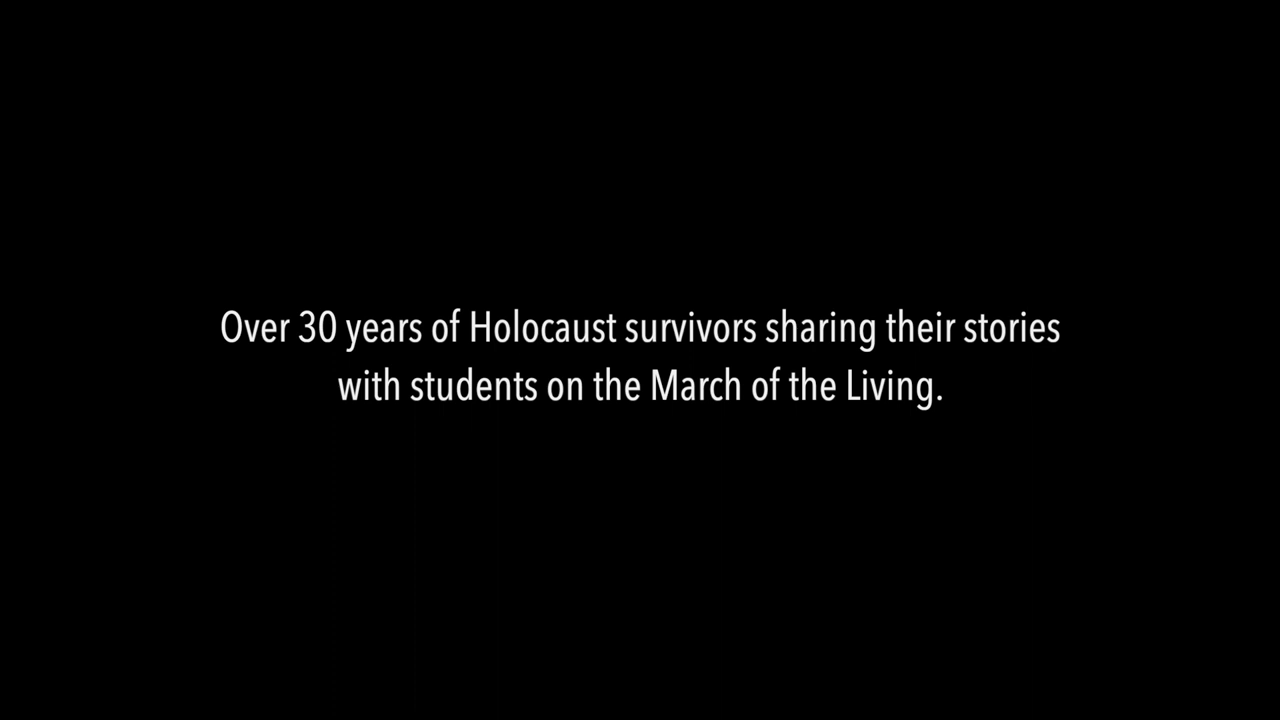 Over 30 years of Holocaust survivors sharing their stories
with students on the March of the Living.